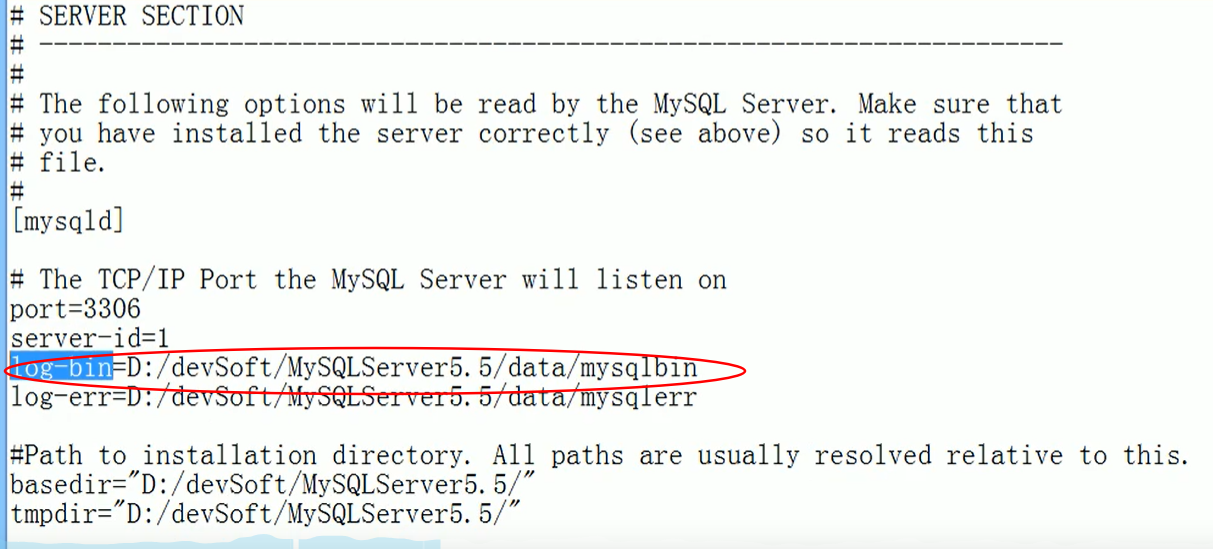 # SERVER SECTION
# ----------------------------------------------------------------------
#
# The following options will be read by the MySQL Server. Make sure that
# you have installed the server correctly (see above) so it reads this
# file.
#
[mysqld]
# The TCP/IP Port the MySQL Server will listen on
port=3306
server-id=1
log-bin=D:/devSoft/MySQLServer5.5/data/mysqlbin
log-err=D:/devSoft/MySQLServer5.5/data/mysqlerr
#Path to installation directory. All paths are usually resolved relative to this.
basedir="D:/devSoft/MySQLServer5.5/"
tmpdir="D:/devSoft/MySQLServer5.5/"